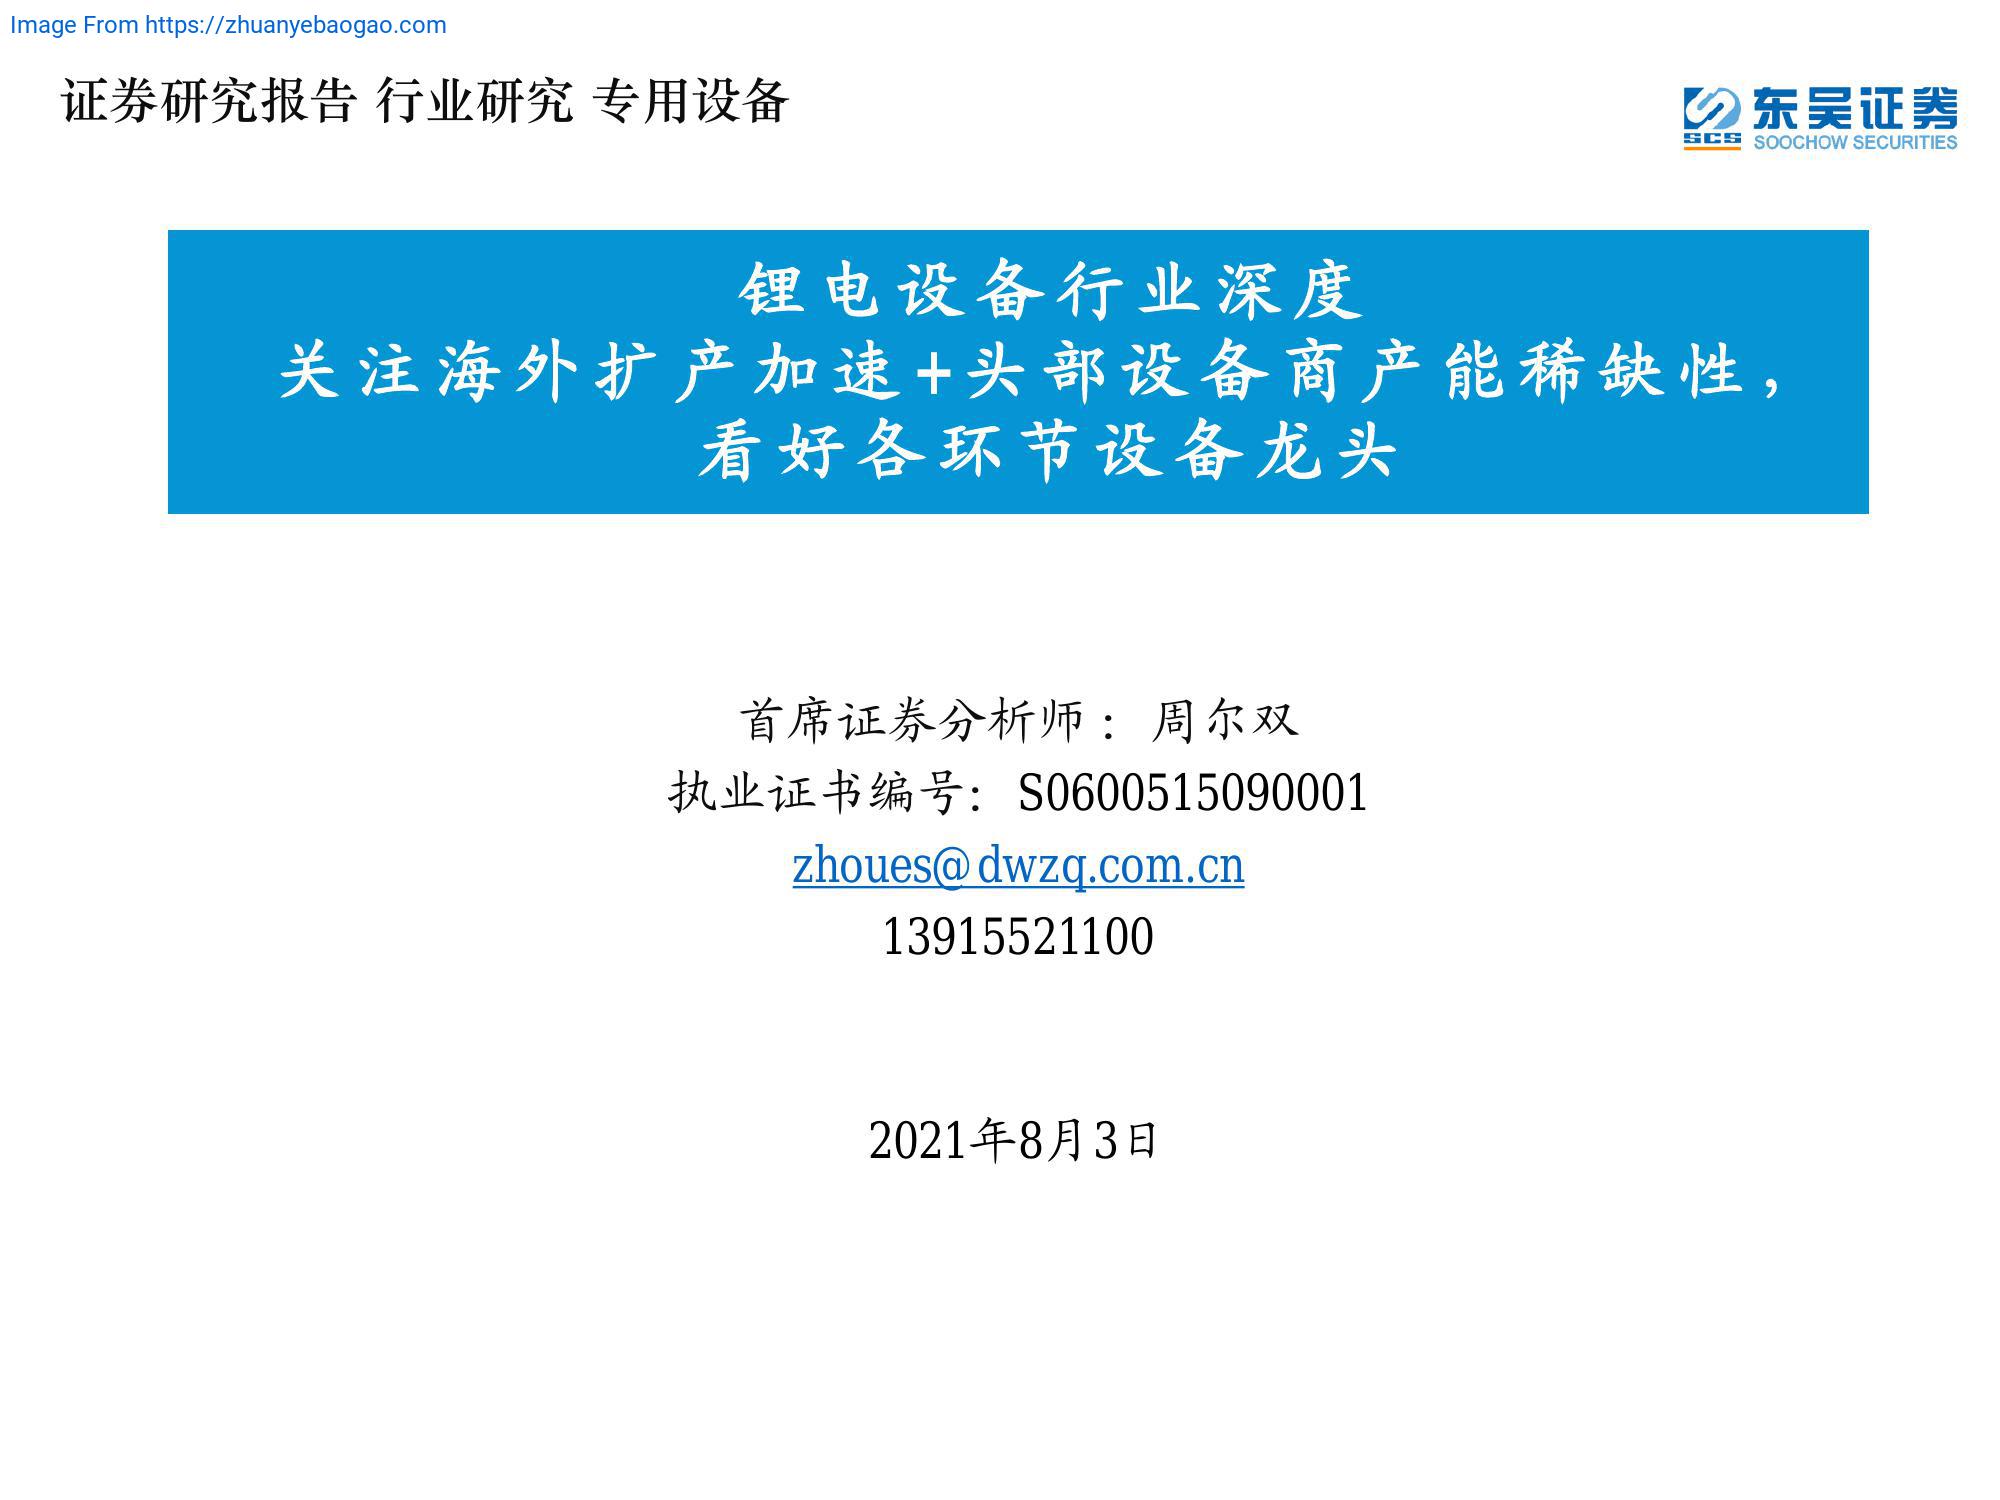 Image From https://zhuanyebaogao.com
证券研究报告 行业研究 专用设备
SCS
东吴证券
SOOCHOW SECURITIES
锂电设备行业深度
关注海外扩产加速+头部设备商产能稀缺性，
看好各环节设备龙头
首席证券分析师：周尔双
执业证书编号：S0600515090001
zhoues@dwzq.com.cn
13915521100
2021年8月3日